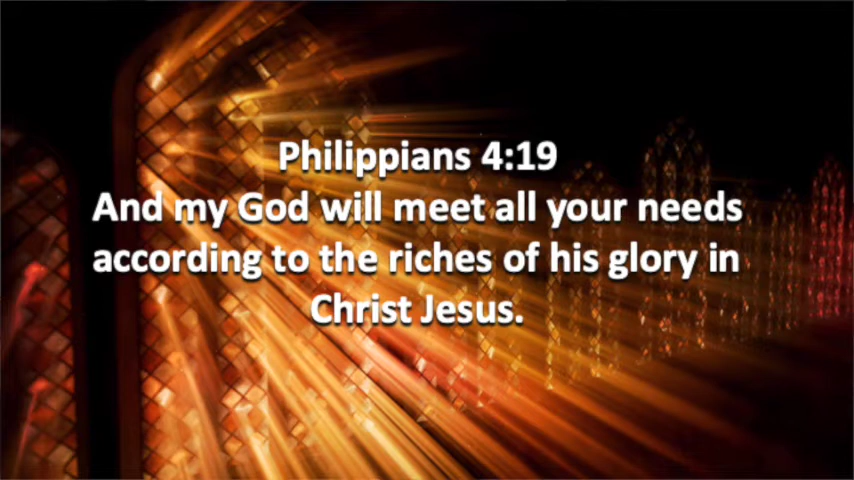 Philippians 4:19
And my God will meet all your needs
according to the riches of his glory in
Christ Jesus.